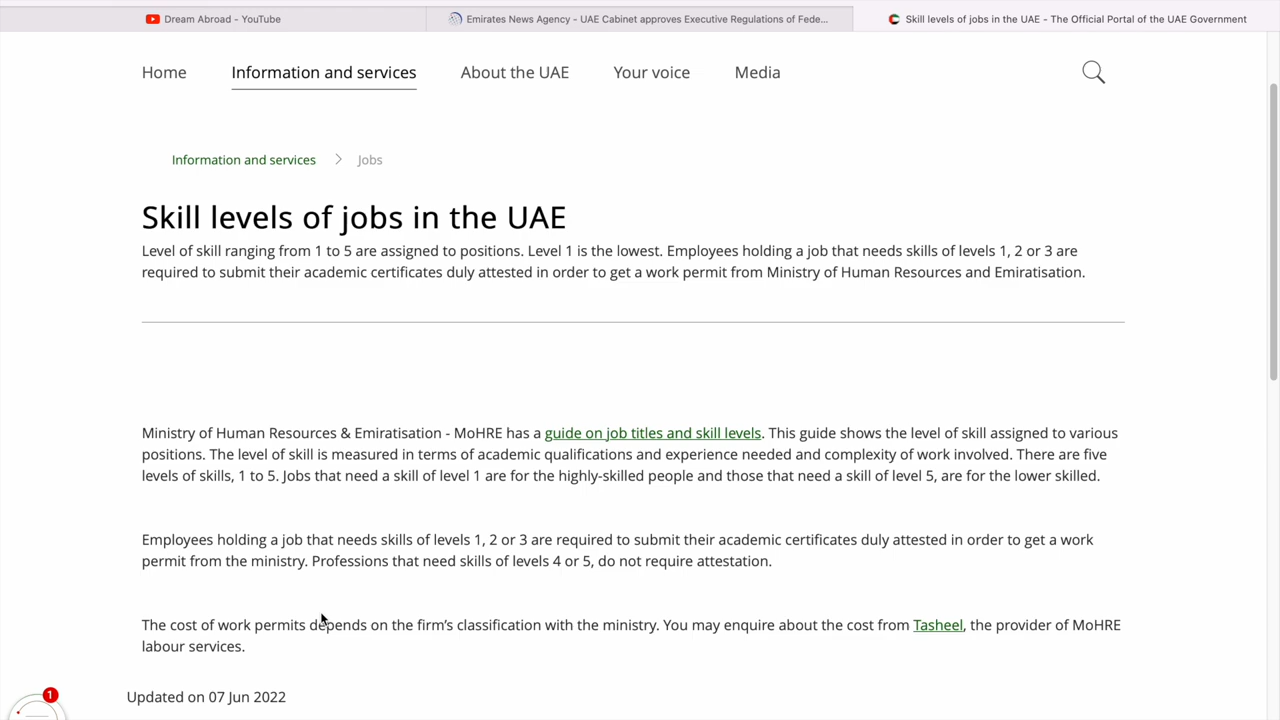 Dream Abroad - YouTube
Emirates News Agency - UAE Cabinet approves Executive Regulations of Fede...
Skill levels of jobs in the UAE - The Official Portal of the UAE Government
Home
Information and services
About the UAE
Your voice
Media
Information and services
Jobs
Skill levels of jobs in the UAE
Level of skill ranging from 1 to 5 are assigned to positions. Level 1 is the lowest. Employees holding a job that needs skills of levels 1, 2 or 3 are
required to submit their academic certificates duly attested in order to get a work permit from Ministry of Human Resources and Emiratisation.
Ministry of Human Resources & Emiratisation - MoHRE has a guide on job titles and skill levels. This guide shows the level of skill assigned to various
positions. The level of skill is measured in terms of academic qualifications and experience needed and complexity of work involved. There are five
levels of skills, 1 to 5. Jobs that need a skill of level 1 are for the highly-skilled people and those that need a skill of level 5, are for the lower skilled.
Employees holding a job that needs skills of levels 1, 2 or 3 are required to submit their academic certificates duly attested in order to get a work
permit from the ministry. Professions that need skills of levels 4 or 5, do not require attestation.
The cost of work permits depends on the firm's classification with the ministry. You may enquire about the cost from Tasheel, the provider of MoHRE
labour services.
Updated on 07 Jun 2022
1